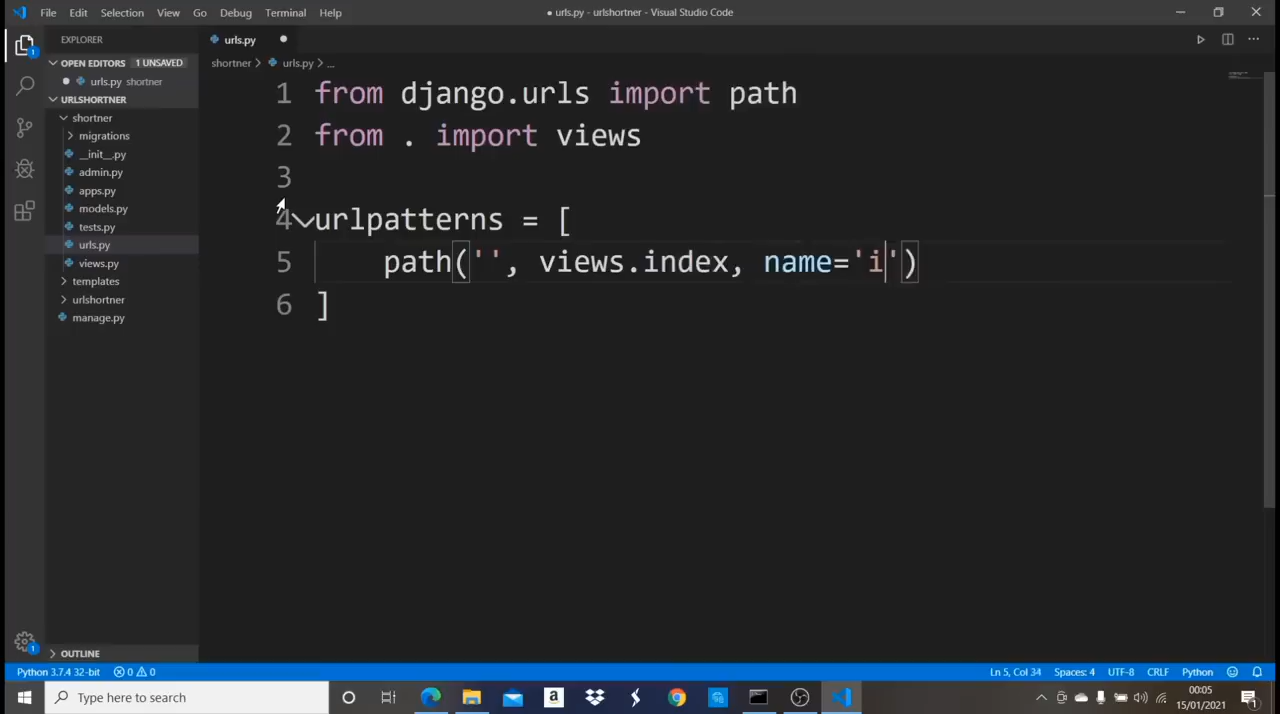 File Edit Selection View Go Debug Terminal Help
● urls.py - urlshortner - Visual Studio Code
EXPLORER
urls.py
OPEN EDITORS 1 UNSAVED
urls.py shortner
URLSHORTNER
shortner
migrations
__init__.py
admin.py
apps.py
models.py
tests.py
urls.py
views.py
templates
urlshortner
manage.py
OUTLINE
shortner > urls.py > ...
1 from django.urls import path
2 from . import views
3
4 urlpatterns = [
5 path('', views.index, name='i')
6 ]
Python 3.7.4 32-bit 0 0
Ln 5, Col 34 Spaces: 4 UTF-8 CRLF Python
Type here to search
00:05
15/01/2021